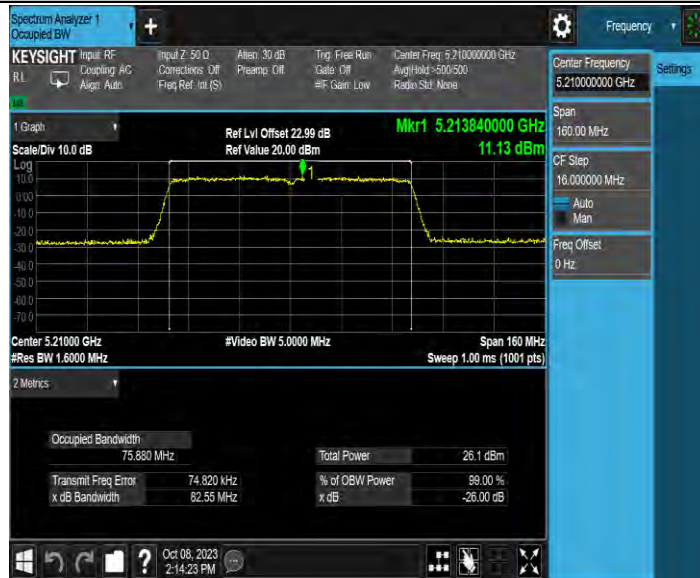 Spectrum Analyzer 1
Occupied BW
Frequency
KEYSIGHT Input: RF Input Z: 50 Ω Atten: 30 dB Trig: Free Run Center Freq: 5.210000000 GHz
RL Coupling: AC Corrections: Off Preamp: Off Gate: Off Avg|Hold: >500/500
Align: Auto Freq Ref: Int (S) #IF Gain: Low Radio Std: None
1 Graph
Ref Lvl Offset 22.99 dB Mkr1 5.213840000 GHz
Scale/Div 10.0 dB Ref Value 20.00 dBm 11.13 dBm
Log
10.0
0.00
-10.0
-20.0
-30.0
-40.0
-50.0
-60.0
-70.0
1
Center 5.21000 GHz #Video BW 5.0000 MHz Span 160 MHz
#Res BW 1.6000 MHz Sweep 1.00 ms (1001 pts)
2 Metrics
Occupied Bandwidth
75.880 MHz Total Power 26.1 dBm
Transmit Freq Error 74.820 kHz % of OBW Power 99.00 %
x dB Bandwidth 82.55 MHz x dB -26.00 dB
Center Frequency
5.210000000 GHz
Settings
Span
160.00 MHz
CF Step
16.000000 MHz
Auto
Man
Freq Offset
0 Hz
?
Oct 08, 2023
2:14:23 PM